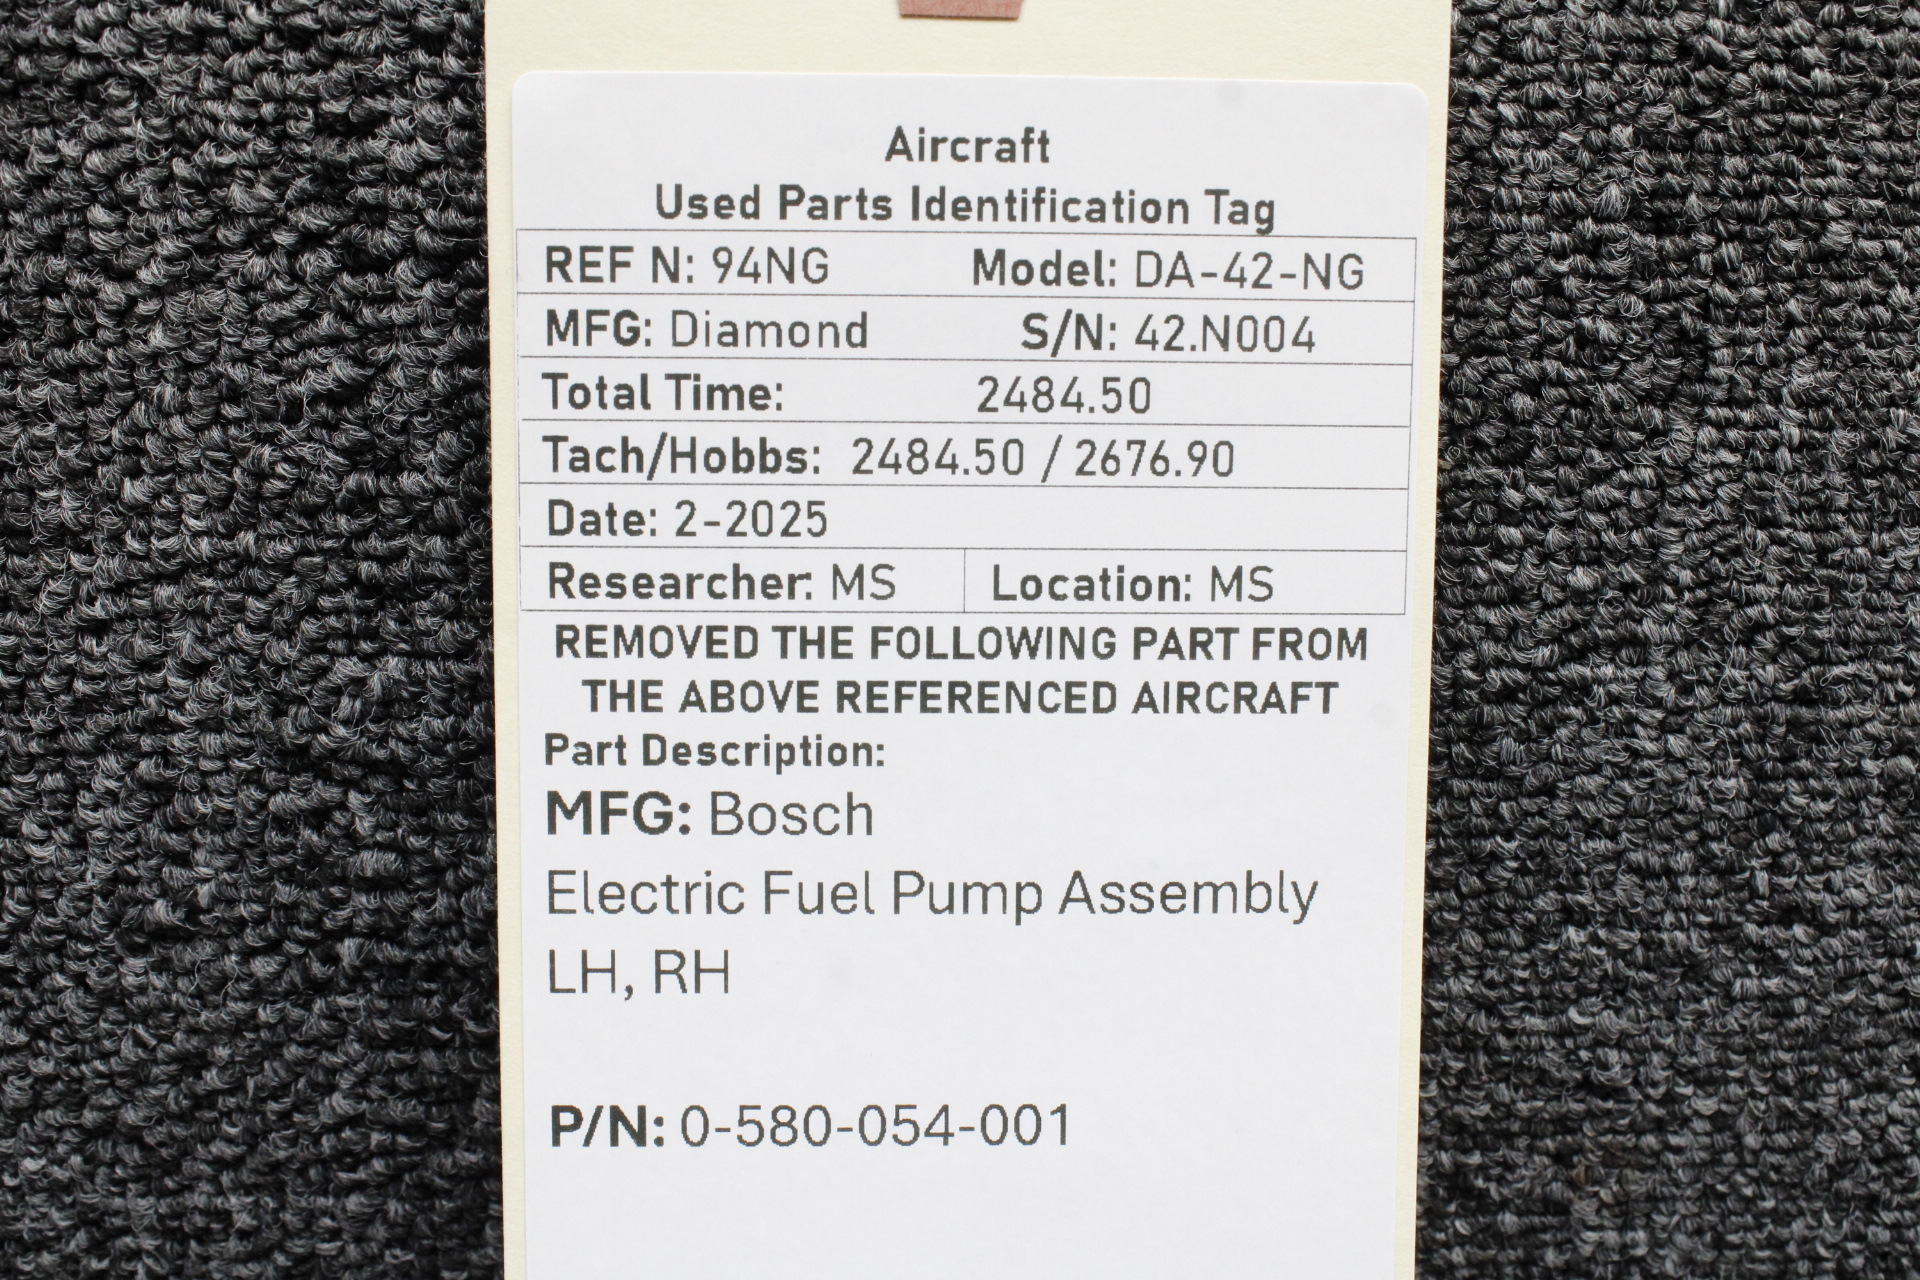 Aircraft
Used Parts Identification Tag
REF N: 94NG Model: DA-42-NG
MFG: Diamond S/N: 42.N004
Total Time: 2484.50
Tach/Hobbs: 2484.50 / 2676.90
Date: 2-2025
Researcher: MS Location: MS
REMOVED THE FOLLOWING PART FROM
THE ABOVE REFERENCED AIRCRAFT
Part Description:
MFG: Bosch
Electric Fuel Pump Assembly
LH, RH
P/N: 0-580-054-001